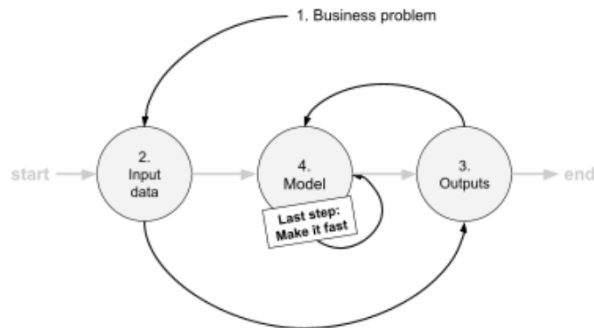 1. Business problem
start
2.
Input
data
4.
Model
Last step:
Make it fast
3.
Outputs
end